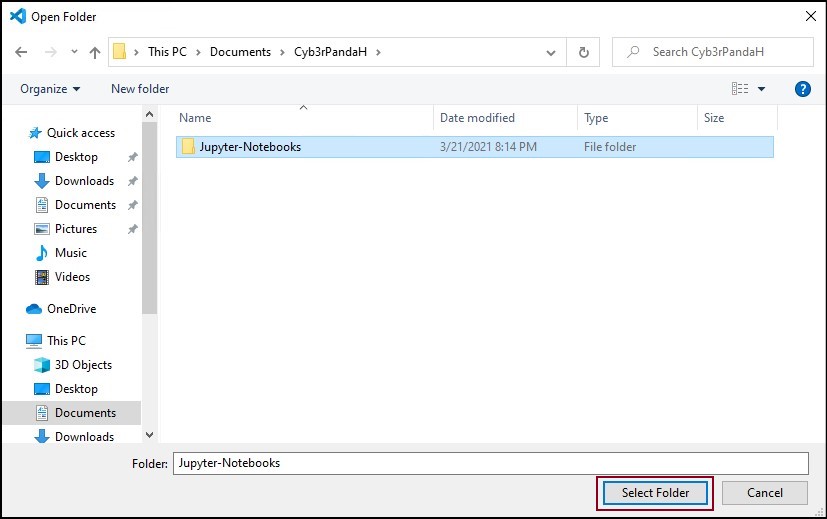 Open Folder
This PC > Documents > Cyb3rPandaH >
Search Cyb3rPandaH
Organize New folder
Name Date modified Type Size
Jupyter-Notebooks 3/21/2021 8:14 PM File folder
Quick access
Desktop
Downloads
Documents
Pictures
Music
Videos
OneDrive
This PC
3D Objects
Desktop
Documents
Downloads
Folder: Jupyter-Notebooks
Select Folder Cancel